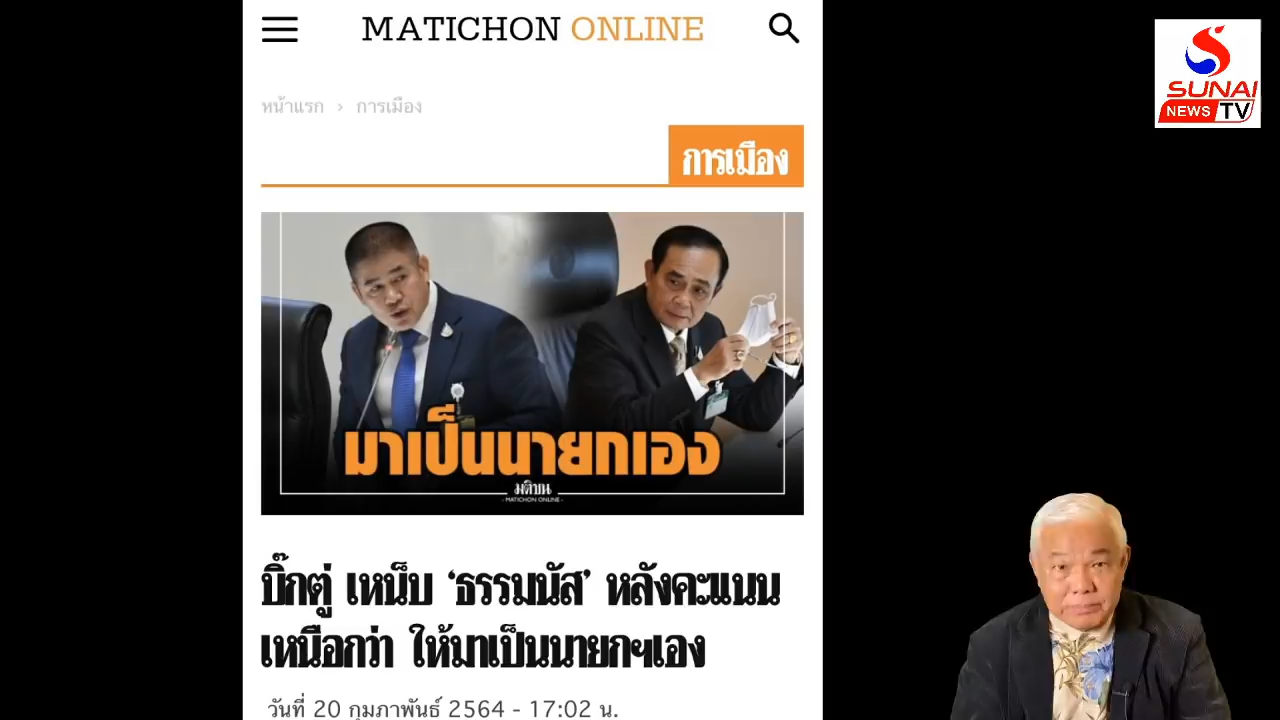 MATICHON ONLINE
หน้าแรก › การเมือง
การเมือง
มาเป็นนายกเอง
มติชน
- MATICHON ONLINE -
บิ๊กตู่ เหน็บ ‘ธรรมนัส’ หลังคะแนน
เหนือกว่า ให้มาเป็นนายกฯเอง
วันที่ 20 กุมภาพันธ์ 2564 - 17:02 น.
SUNAI
NEWS TV